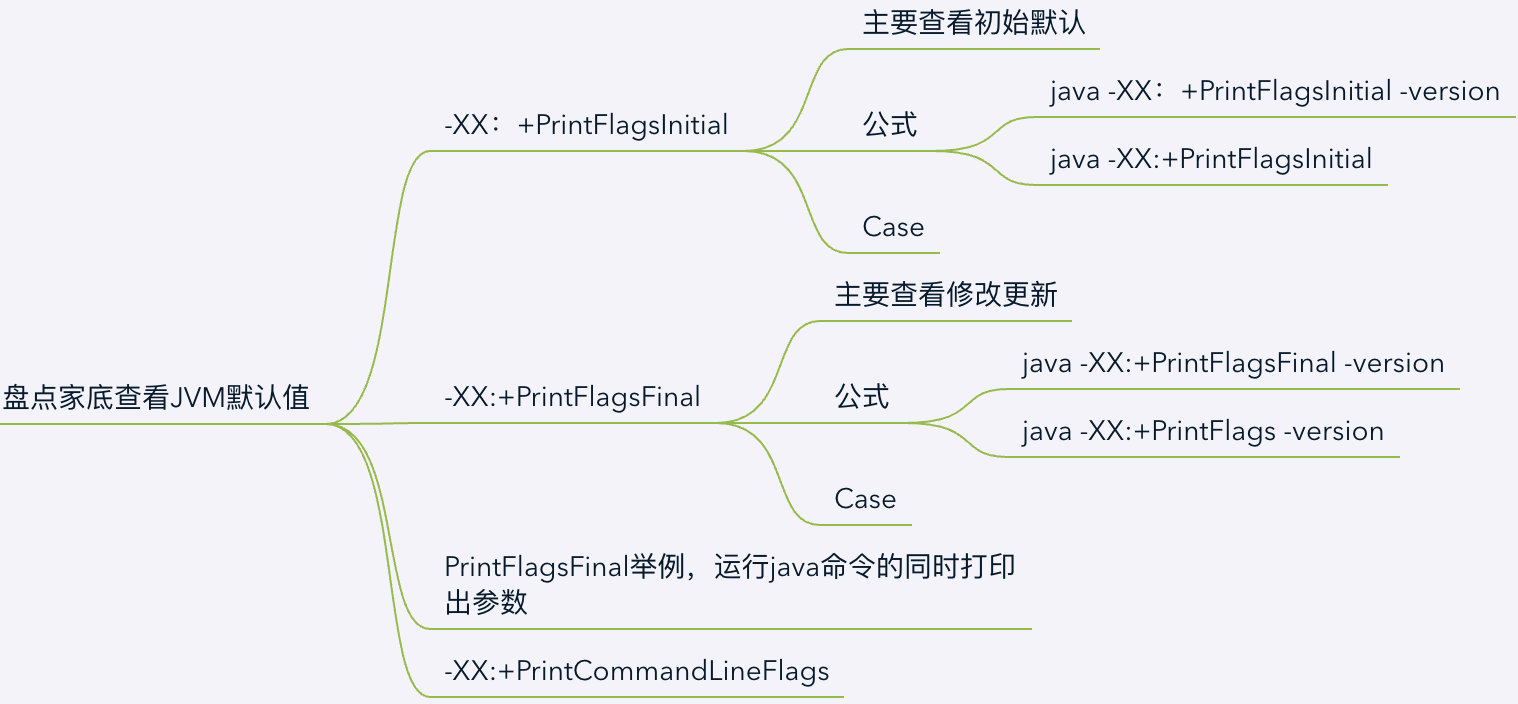 盘点家底查看JVM默认值
-XX：+PrintFlagsInitial
主要查看初始默认
公式
java -XX：+PrintFlagsInitial -version
java -XX:+PrintFlagsInitial
Case
-XX:+PrintFlagsFinal
主要查看修改更新
公式
java -XX:+PrintFlagsFinal -version
java -XX:+PrintFlags -version
Case
PrintFlagsFinal举例，运行java命令的同时打印
出参数
-XX:+PrintCommandLineFlags